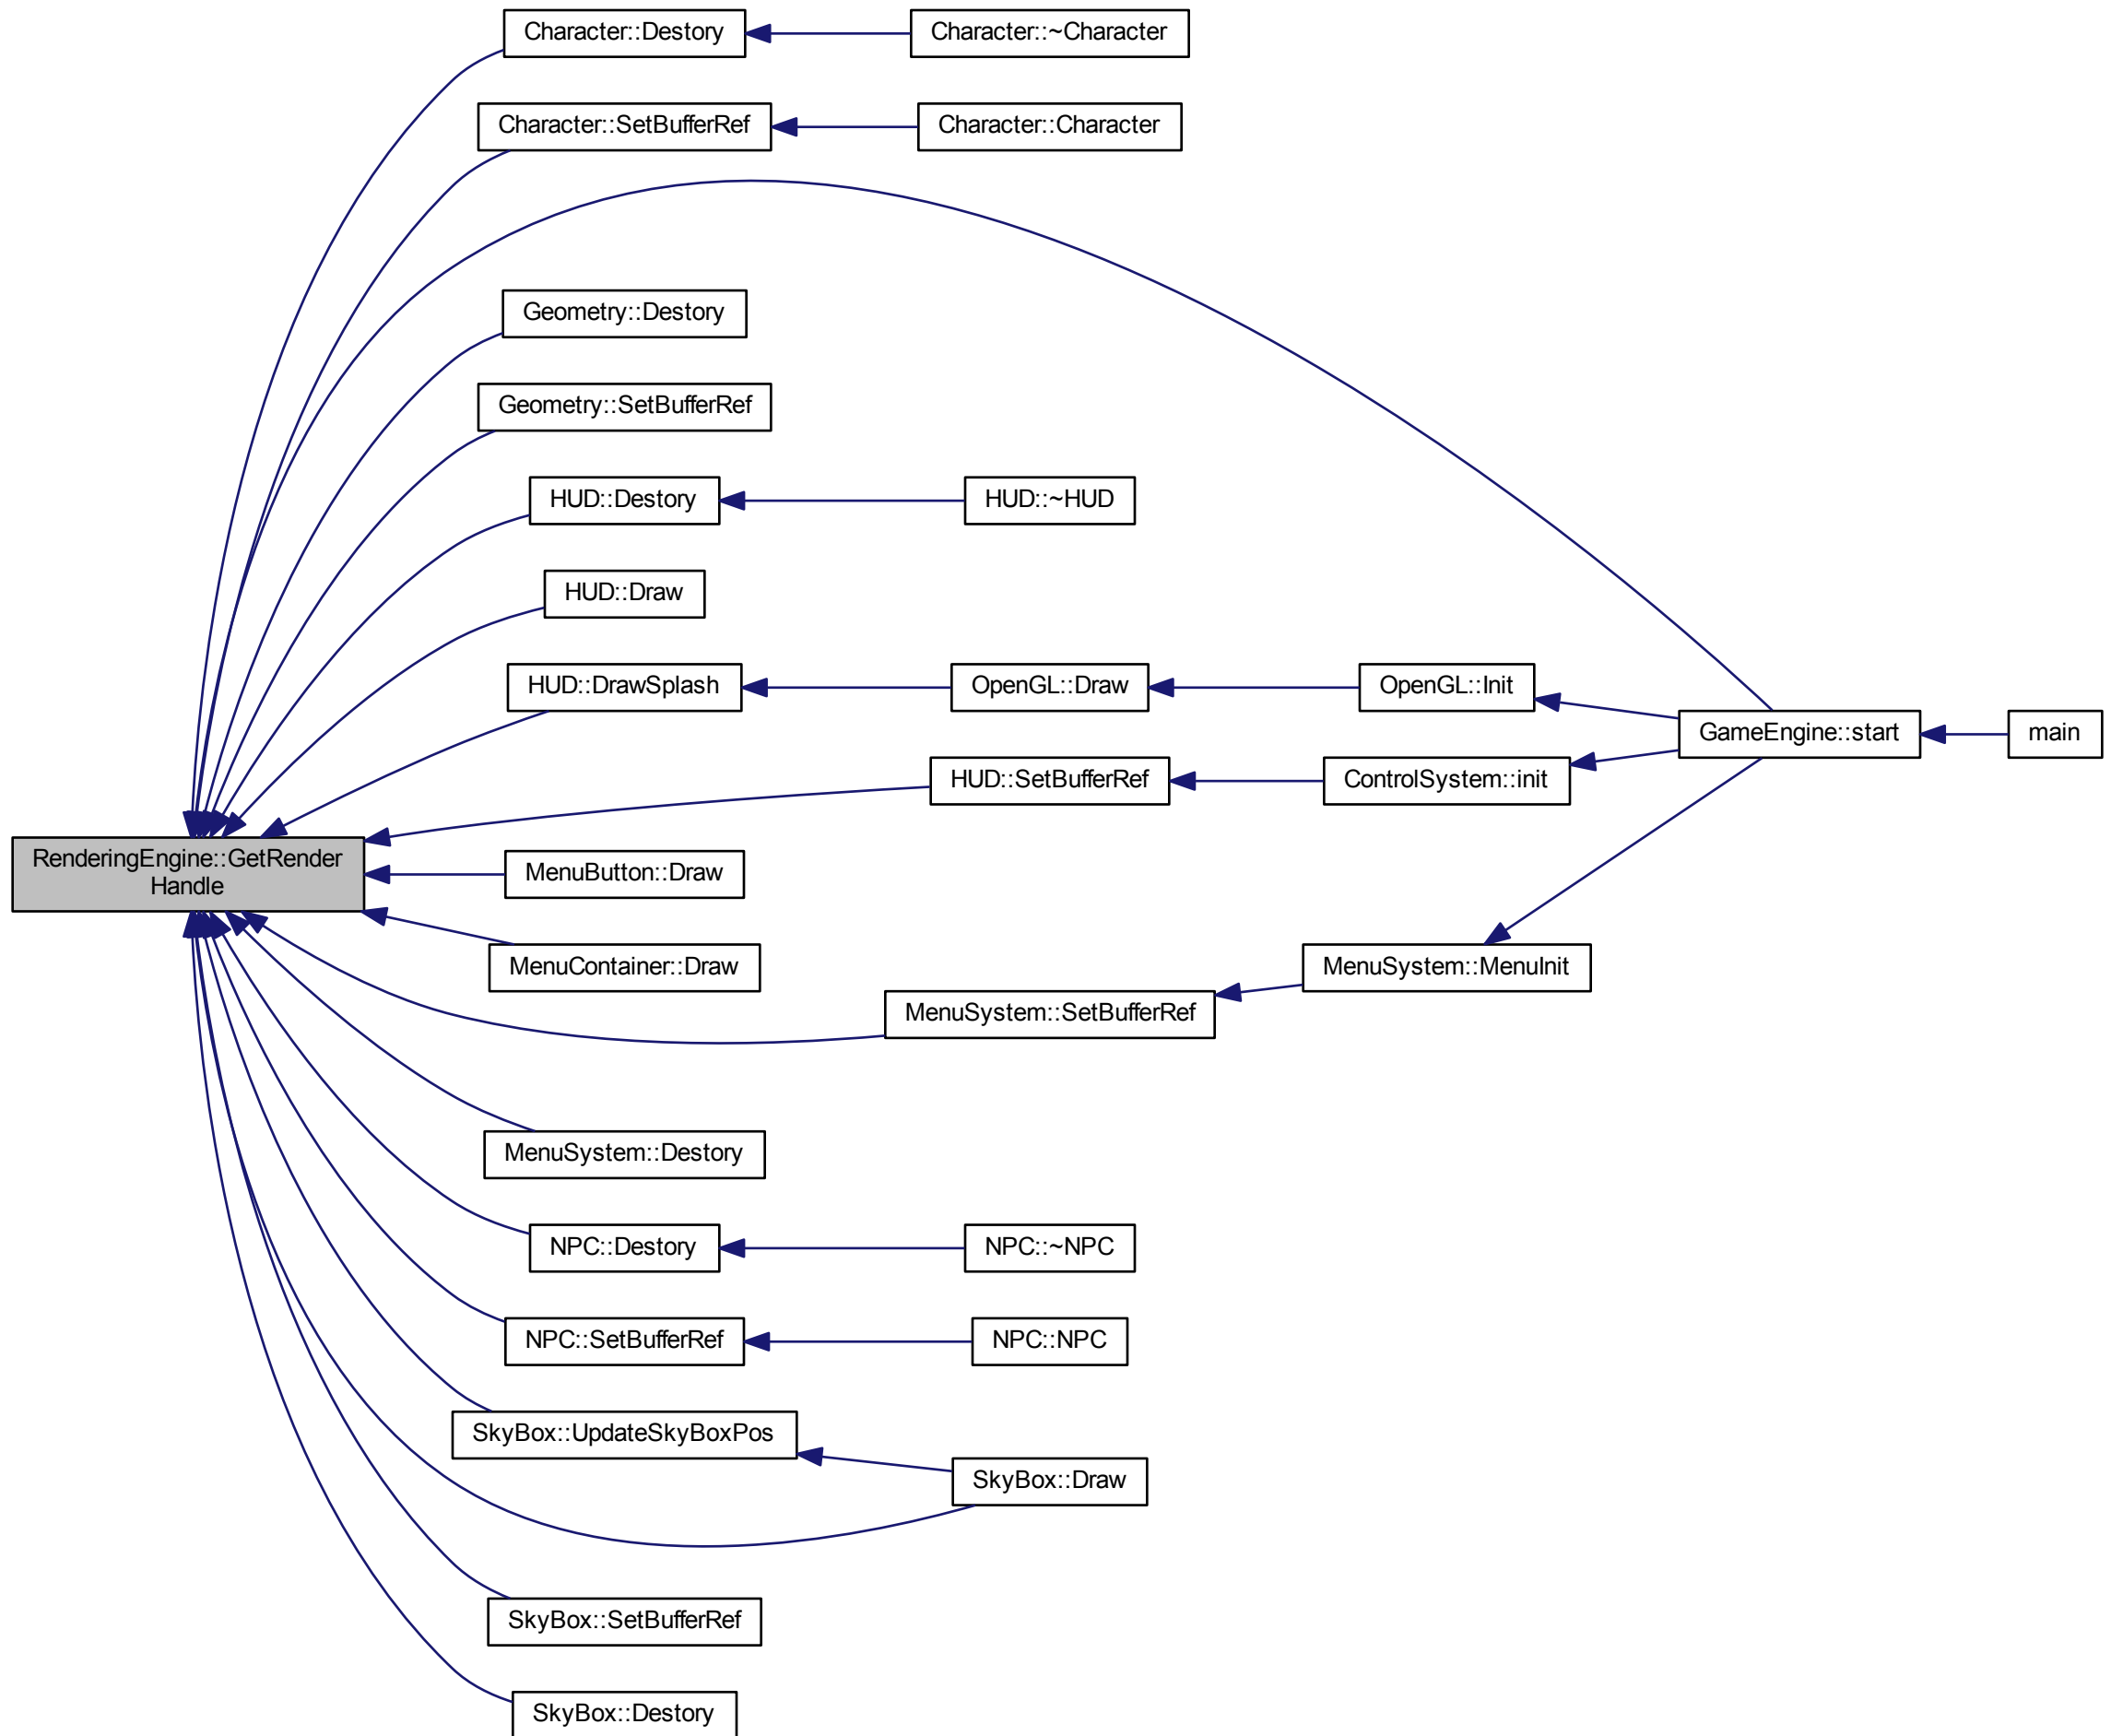 Character::Destory
Character::~Character
Character::SetBufferRef
Character::Character
Geometry::Destory
Geometry::SetBufferRef
HUD::Destory
HUD::~HUD
HUD::Draw
HUD::DrawSplash
OpenGL::Draw
OpenGL::Init
GameEngine::start
main
HUD::SetBufferRef
ControlSystem::init
RenderingEngine::GetRender
Handle
MenuButton::Draw
MenuContainer::Draw
MenuSystem::MenuInit
MenuSystem::SetBufferRef
MenuSystem::Destory
NPC::Destory
NPC::~NPC
NPC::SetBufferRef
NPC::NPC
SkyBox::UpdateSkyBoxPos
SkyBox::Draw
SkyBox::SetBufferRef
SkyBox::Destory